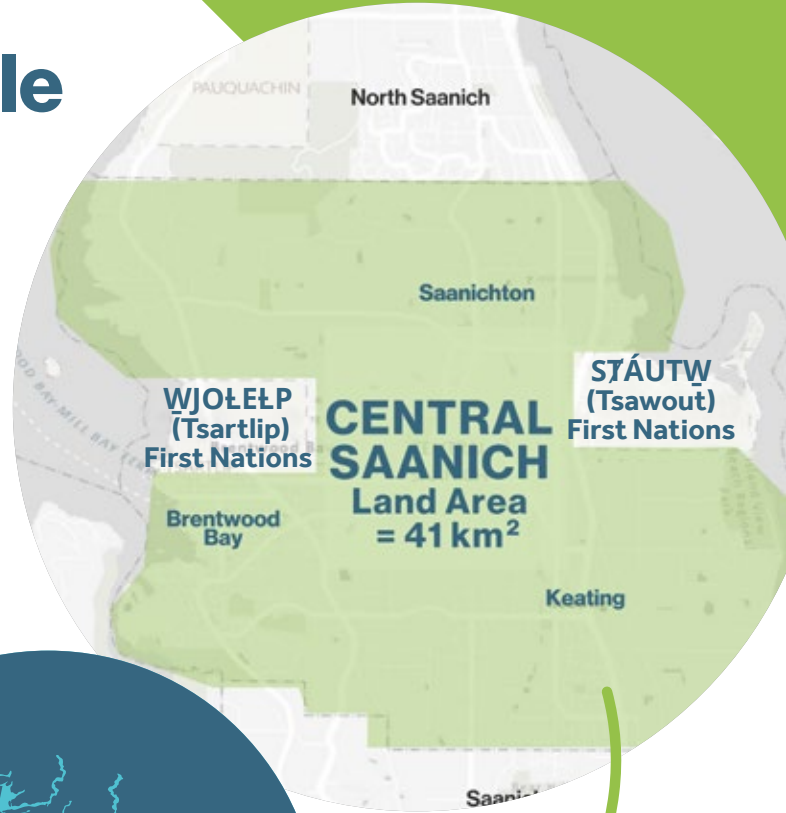 le
PAUQUACHIN
North Saanich
Saanichton
W̱JOȽEȽP
(Tsartlip)
First Nations
SȾÁUTW̱
(Tsawout)
First Nations
CENTRAL
SAANICH
Land Area
= 41 km²
Brentwood
Bay
Keating